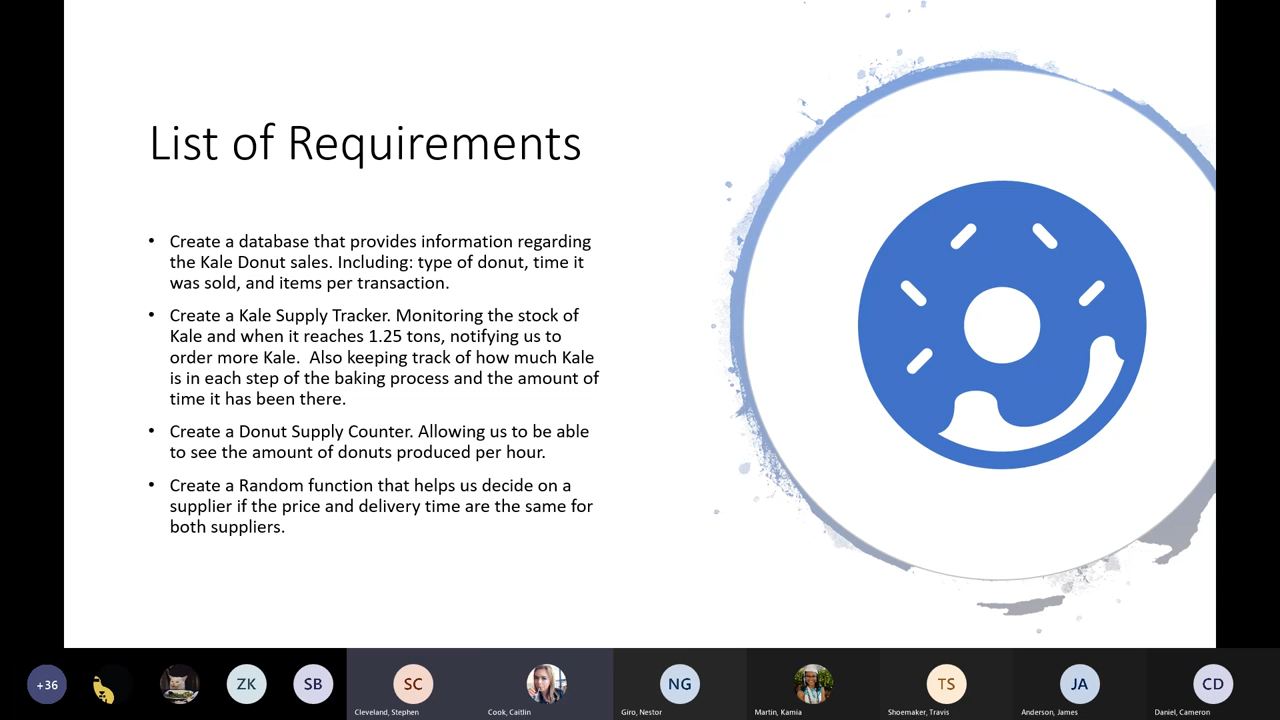 List of Requirements
• Create a database that provides information regarding
the Kale Donut sales. Including: type of donut, time it
was sold, and items per transaction.
• Create a Kale Supply Tracker. Monitoring the stock of
Kale and when it reaches 1.25 tons, notifying us to
order more Kale.  Also keeping track of how much Kale
is in each step of the baking process and the amount of
time it has been there.
• Create a Donut Supply Counter. Allowing us to be able
to see the amount of donuts produced per hour.
• Create a Random function that helps us decide on a
supplier if the price and delivery time are the same for
both suppliers.
+36
ZK
SB
SC
NG
TS
JA
CD
Cleveland, Stephen
Cook, Caitlin
Giro, Nestor
Martin, Kamia
Shoemaker, Travis
Anderson, James
Daniel, Cameron